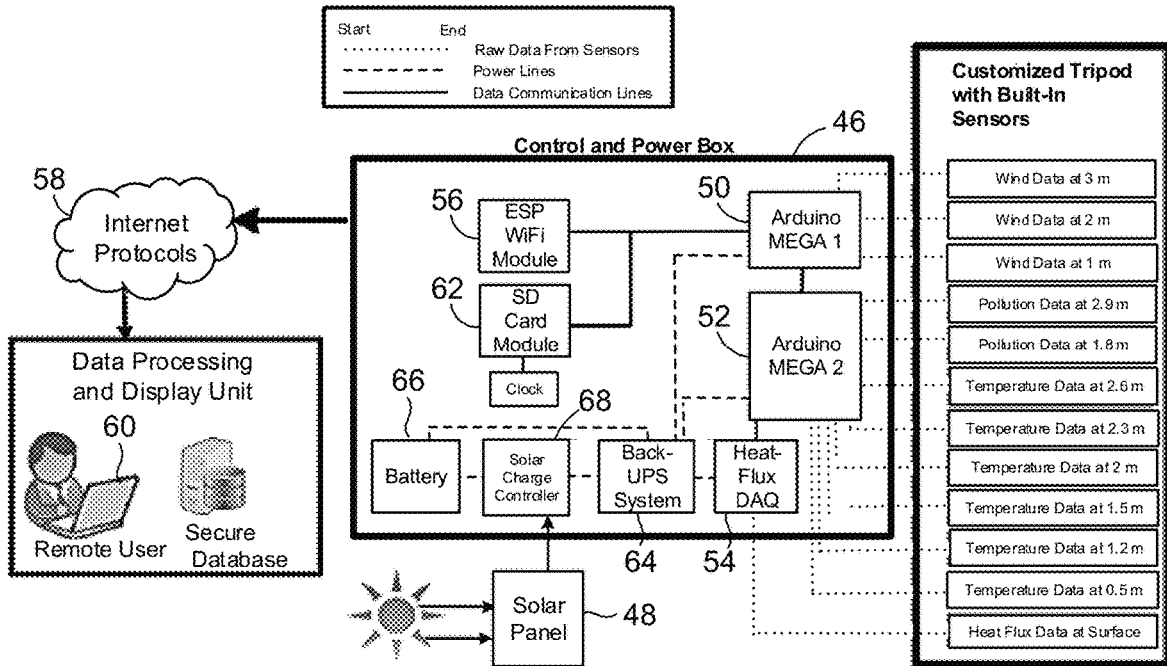 Start End
Raw Data From Sensors
Power Lines
Data Communication Lines
Customized Tripod
with Built-In
Sensors
Wind Data at 3 m
Wind Data at 2 m
Wind Data at 1 m
Pollution Data at 2.9 m
Pollution Data at 1.8 m
Temperature Data at 2.6 m
Temperature Data at 2.3 m
Temperature Data at 2 m
Temperature Data at 1.5 m
Temperature Data at 1.2 m
Temperature Data at 0.5 m
Heat Flux Data at Surface
Control and Power Box
46
56
ESP
WiFi
Module
50
Arduino
MEGA 1
62
SD
Card
Module
Clock
52
Arduino
MEGA 2
66
Battery
68
Solar
Charge
Controller
Back-
UPS
System
64
Heat-
Flux
DAQ
54
Solar
Panel
48
58
Internet
Protocols
Data Processing
and Display Unit
60
Remote User
Secure
Database